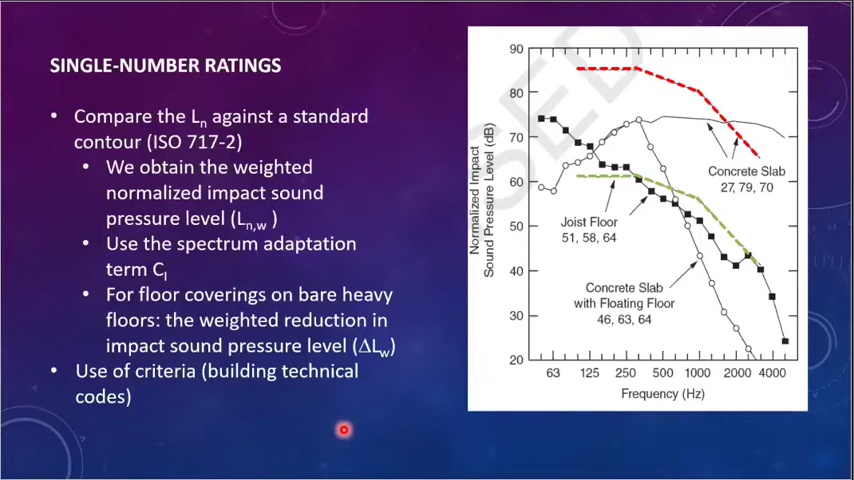 SINGLE-NUMBER RATINGS
• Compare the Ln against a standard
contour (ISO 717-2)
• We obtain the weighted
normalized impact sound
pressure level (Ln,w )
• Use the spectrum adaptation
term CI
• For floor coverings on bare heavy
floors: the weighted reduction in
impact sound pressure level (ΔLw)
• Use of criteria (building technical
codes)
Normalized Impact
Sound Pressure Level (dB)
90
80
70
60
50
40
30
20
Concrete Slab
27, 79, 70
Joist Floor
51, 58, 64
Concrete Slab
with Floating Floor
46, 63, 64
63 125 250 500 1000 2000 4000
Frequency (Hz)